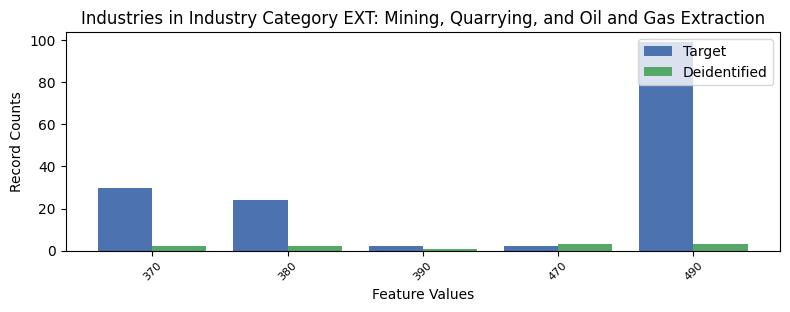 Industries in Industry Category EXT: Mining, Quarrying, and Oil and Gas Extraction
Target
Deidentified
Record Counts
100
80
60
40
20
0
370
380
390
470
490
Feature Values